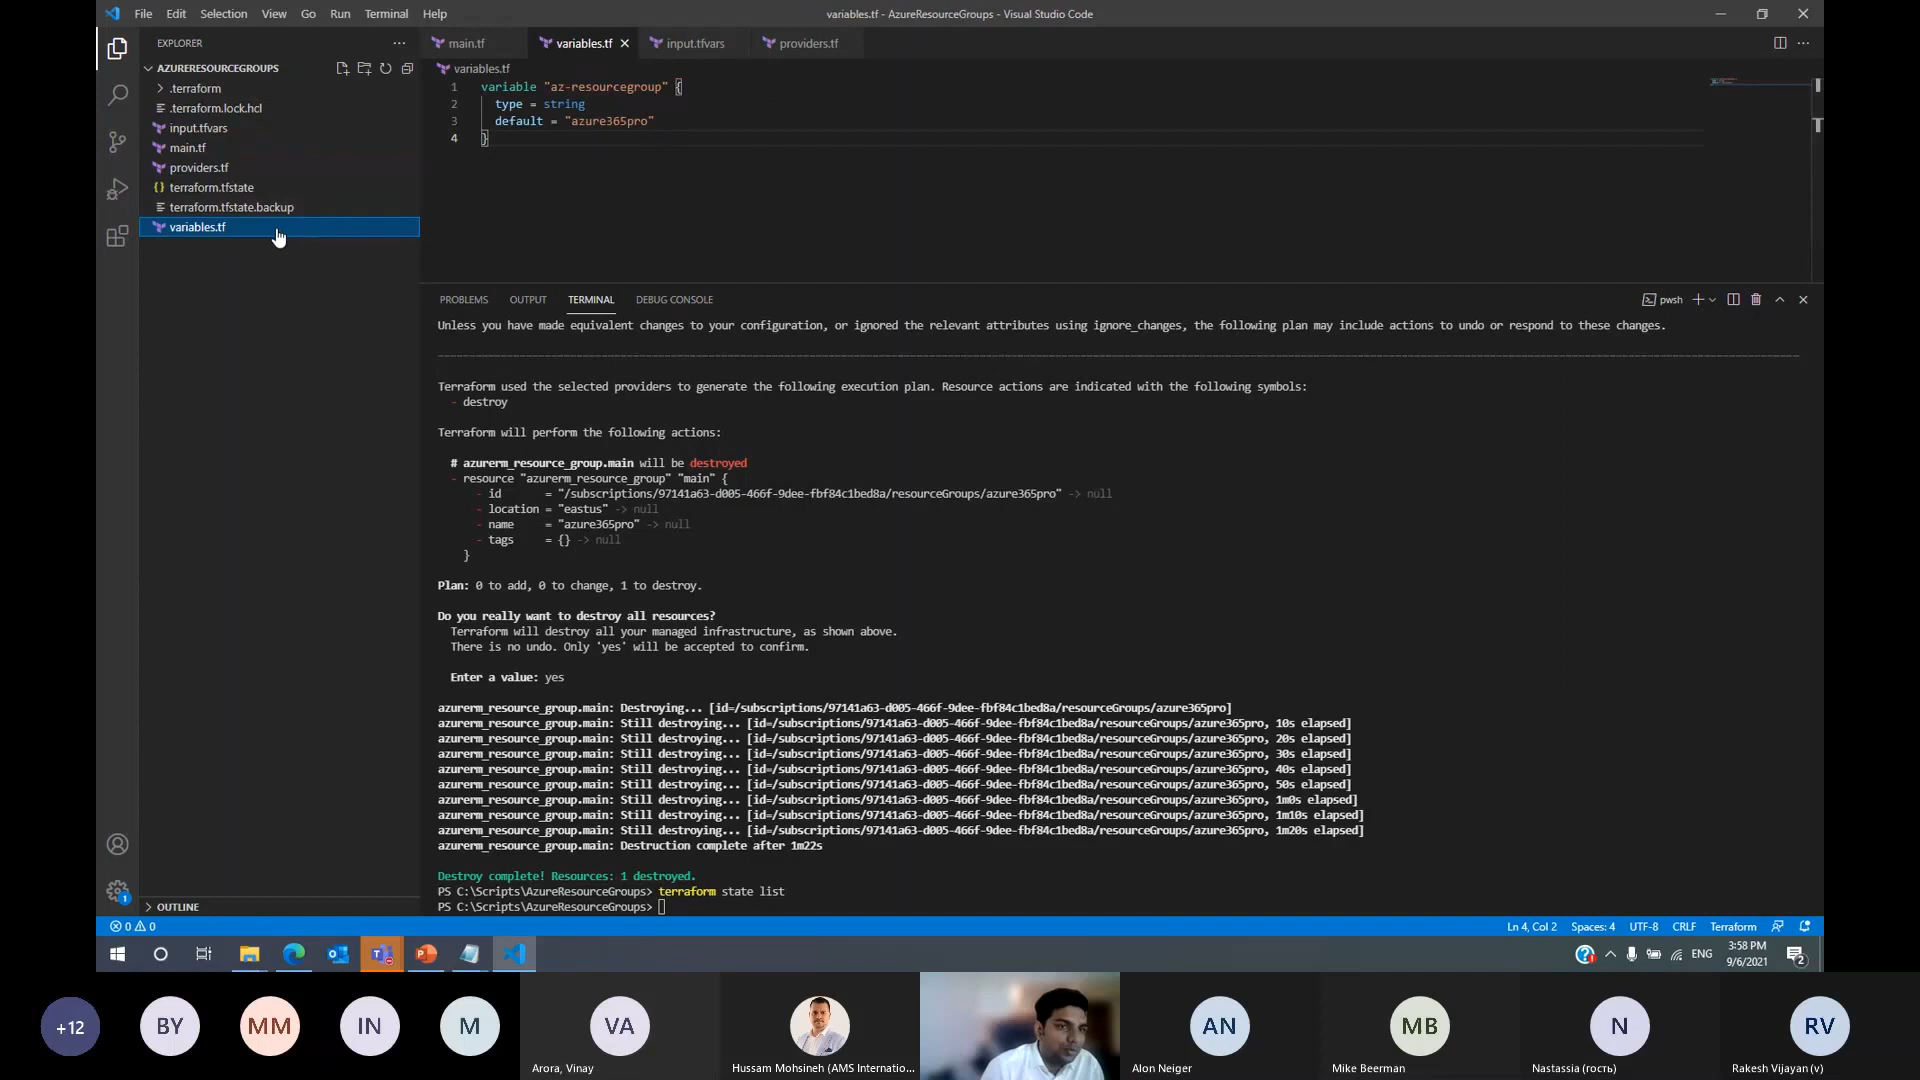 File Edit Selection View Go Run Terminal Help
variables.tf - AzureResourceGroups - Visual Studio Code
EXPLORER
AZURERESOURCEGROUPS
.terraform
.terraform.lock.hcl
input.tfvars
main.tf
providers.tf
terraform.tfstate
terraform.tfstate.backup
variables.tf
OUTLINE
main.tf variables.tf input.tfvars providers.tf
variables.tf
1 variable "az-resourcegroup" {
2 type = string
3 default = "azure365pro"
4 }
PROBLEMS OUTPUT TERMINAL DEBUG CONSOLE
pwsh
Unless you have made equivalent changes to your configuration, or ignored the relevant attributes using ignore_changes, the following plan may include actions to undo or respond to these changes.
Terraform used the selected providers to generate the following execution plan. Resource actions are indicated with the following symbols:
- destroy
Terraform will perform the following actions:
# azurerm_resource_group.main will be destroyed
- resource "azurerm_resource_group" "main" {
- id = "/subscriptions/97141a63-d005-466f-9dee-fbf84c1bed8a/resourceGroups/azure365pro" -> null
- location = "eastus" -> null
- name = "azure365pro" -> null
- tags = {} -> null
}
Plan: 0 to add, 0 to change, 1 to destroy.
Do you really want to destroy all resources?
Terraform will destroy all your managed infrastructure, as shown above.
There is no undo. Only 'yes' will be accepted to confirm.
Enter a value: yes
azurerm_resource_group.main: Destroying... [id=/subscriptions/97141a63-d005-466f-9dee-fbf84c1bed8a/resourceGroups/azure365pro]
azurerm_resource_group.main: Still destroying... [id=/subscriptions/97141a63-d005-466f-9dee-fbf84c1bed8a/resourceGroups/azure365pro, 10s elapsed]
azurerm_resource_group.main: Still destroying... [id=/subscriptions/97141a63-d005-466f-9dee-fbf84c1bed8a/resourceGroups/azure365pro, 20s elapsed]
azurerm_resource_group.main: Still destroying... [id=/subscriptions/97141a63-d005-466f-9dee-fbf84c1bed8a/resourceGroups/azure365pro, 30s elapsed]
azurerm_resource_group.main: Still destroying... [id=/subscriptions/97141a63-d005-466f-9dee-fbf84c1bed8a/resourceGroups/azure365pro, 40s elapsed]
azurerm_resource_group.main: Still destroying... [id=/subscriptions/97141a63-d005-466f-9dee-fbf84c1bed8a/resourceGroups/azure365pro, 50s elapsed]
azurerm_resource_group.main: Still destroying... [id=/subscriptions/97141a63-d005-466f-9dee-fbf84c1bed8a/resourceGroups/azure365pro, 1m0s elapsed]
azurerm_resource_group.main: Still destroying... [id=/subscriptions/97141a63-d005-466f-9dee-fbf84c1bed8a/resourceGroups/azure365pro, 1m10s elapsed]
azurerm_resource_group.main: Still destroying... [id=/subscriptions/97141a63-d005-466f-9dee-fbf84c1bed8a/resourceGroups/azure365pro, 1m20s elapsed]
azurerm_resource_group.main: Destruction complete after 1m22s
Destroy complete! Resources: 1 destroyed.
PS C:\Scripts\AzureResourceGroups> terraform state list
PS C:\Scripts\AzureResourceGroups>
0 0
Ln 4, Col 2 Spaces: 4 UTF-8 CRLF Terraform
ENG
3:58 PM
9/6/2021
2
+12 BY MM IN M VA AN MB N RV
Arora, Vinay
Hussam Mohsineh (AMS Internatio...
Alon Neiger
Mike Beerman
Nastassia (гость)
Rakesh Vijayan (v)